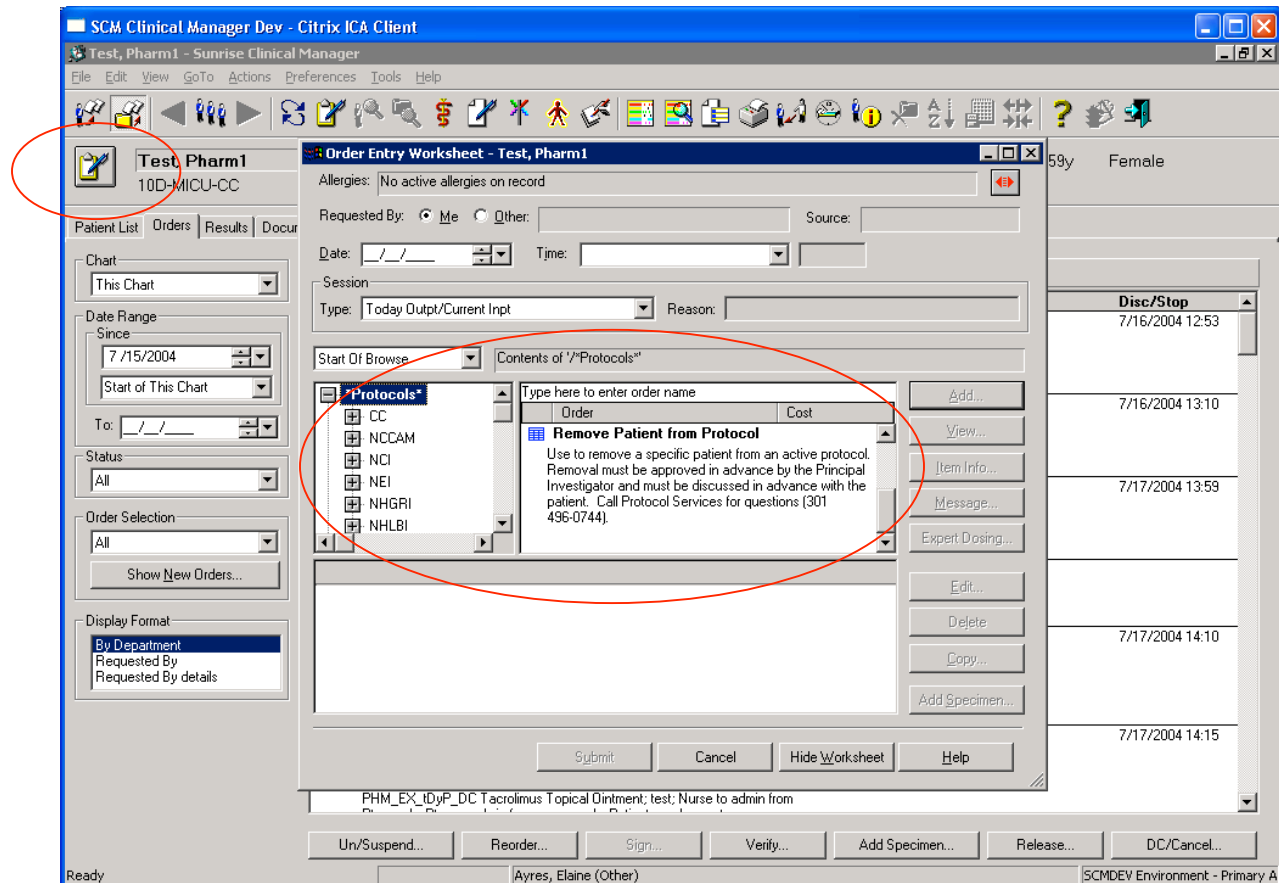 SCM Clinical Manager Dev - Citrix ICA Client
Test, Pharm1 - Sunrise Clinical Manager
File Edit View GoTo Actions Preferences Tools Help
Test, Pharm1
10D-MICU-CC
59y Female
Patient List Orders Results Docur
Chart
This Chart
Date Range
Since
7 /15/2004
Start of This Chart
To: _/_/____
Status
All
Order Selection
All
Show New Orders...
Display Format
By Department
Requested By
Requested By details
Order Entry Worksheet - Test, Pharm1
Allergies: No active allergies on record
Requested By: Me Other: Source:
Date: _/_/____ Time:
Session
Type: Today Outpt/Current Inpt Reason:
Start Of Browse Contents of '/*Protocols*'
*Protocols*
CC
NCCAM
NCI
NEI
NHGRI
NHLBI
Type here to enter order name
Order Cost
Remove Patient from Protocol
Use to remove a specific patient from an active protocol.
Removal must be approved in advance by the Principal
Investigator and must be discussed in advance with the
patient. Call Protocol Services for questions (301
496-0744).
Add...
View...
Item Info...
Message...
Expert Dosing...
Edit...
Delete
Copy...
Add Specimen...
Submit Cancel Hide Worksheet Help
Disc/Stop
7/16/2004 12:53
7/16/2004 13:10
7/17/2004 13:59
7/17/2004 14:10
7/17/2004 14:15
PHM_EX_tDyP_DC Tacrolimus Topical Ointment; test; Nurse to admin from
Un/Suspend... Reorder... Sign... Verify... Add Specimen... Release... DC/Cancel...
Ready Ayres, Elaine (Other) SCMDEV Environment - Primary A